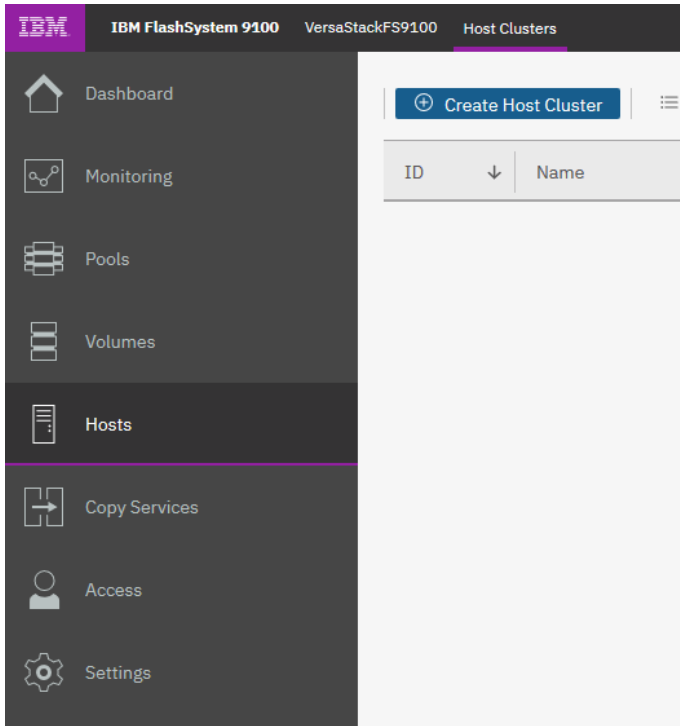 IBM IBM FlashSystem 9100 VersaStackFS9100 Host Clusters
Dashboard
Create Host Cluster
ID Name
Monitoring
Pools
Volumes
Hosts
Copy Services
Access
Settings